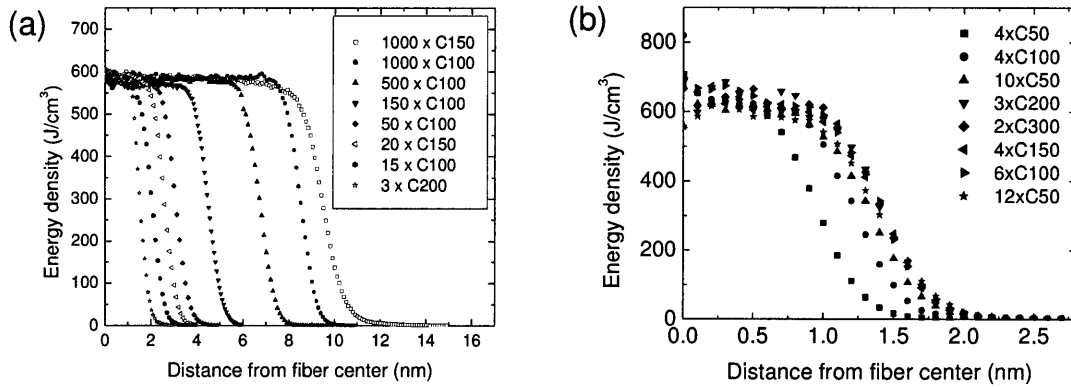 (a)
Energy density (J/cm³)
700
600
500
400
300
250
150
50
0
0 2 4 6 8 10 12 14 16
Distance from fiber center (nm)
1000 x C150
1000 x C100
500 x C100
150 x C100
50 x C100
20 x C150
15 x C100
3 x C200
(b)
Energy density (J/cm³)
800
600
400
200
0
0.0 0.5 1.0 1.5 2.0 2.5
Distance from fiber center (nm)
4xC50
4xC100
10xC50
3xC200
2xC300
4xC150
6xC100
12xC50